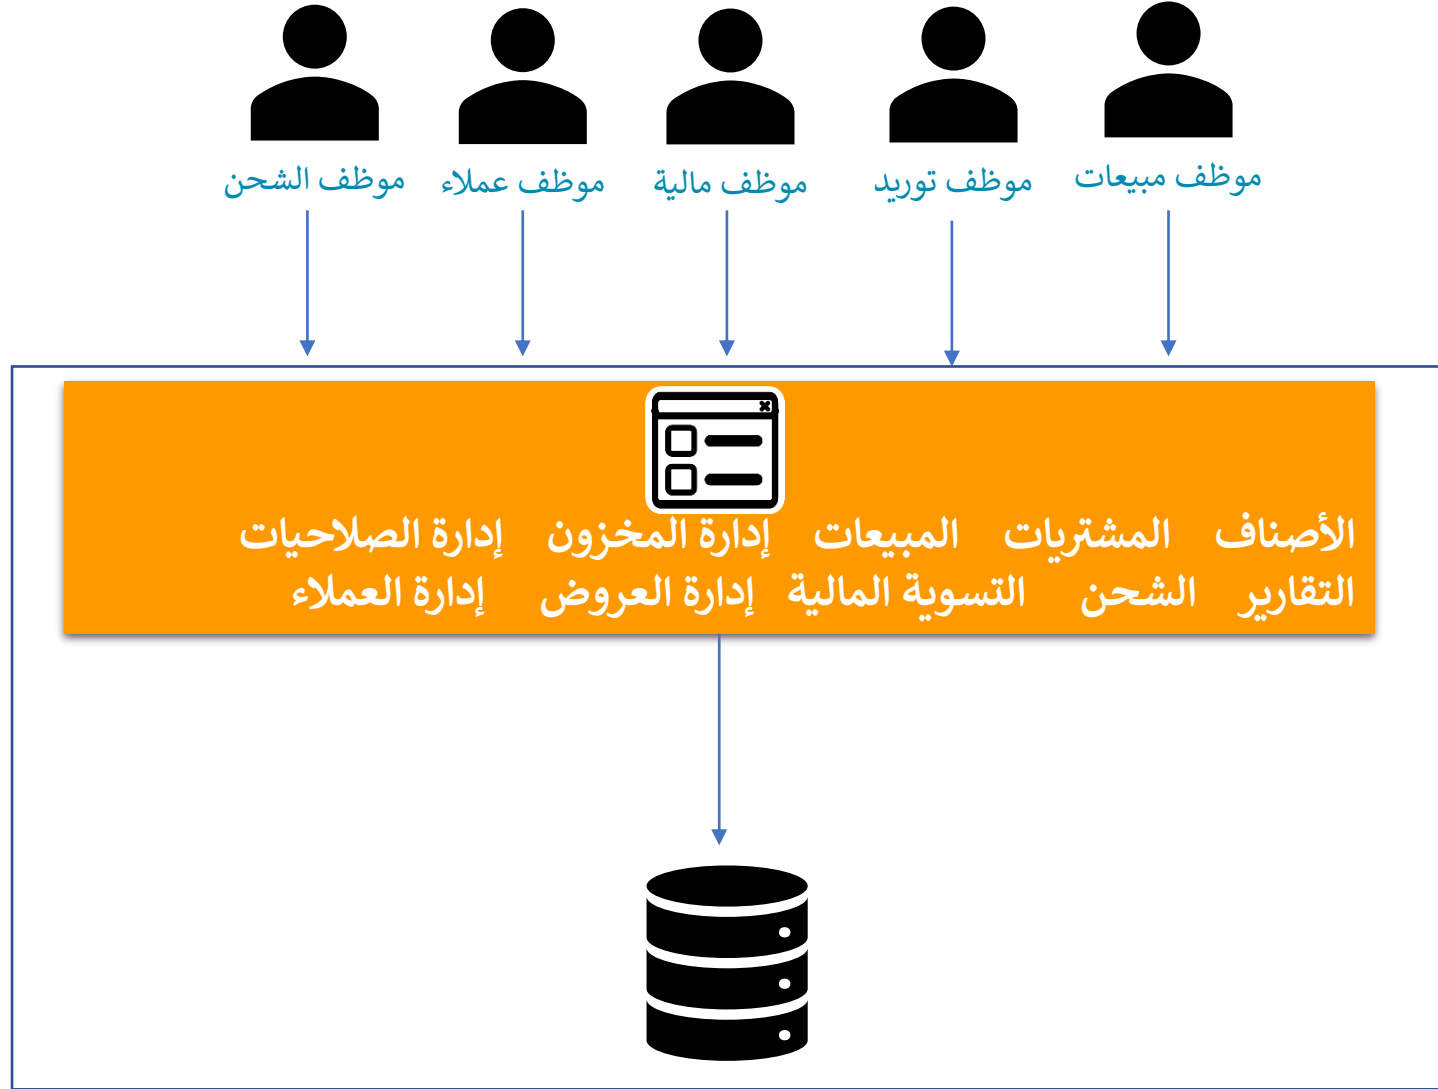 موظف مبيعات
موظف توريد
موظف مالية
موظف عملاء
موظف الشحن
الأصناف المشتريات المبيعات إدارة المخزون إدارة الصلاحيات
التقارير الشحن التسوية المالية إدارة العروض إدارة العملاء